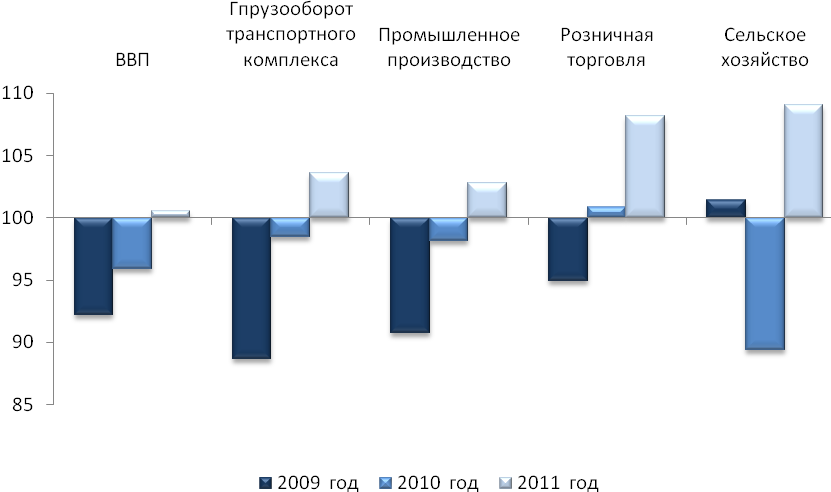 ВВП
Гпрузооборот
транспортного
комплекса
Промышленное
производство
Розничная
торговля
Сельское
хозяйство
110
105
100
95
90
85
2009 год
2010 год
2011 год